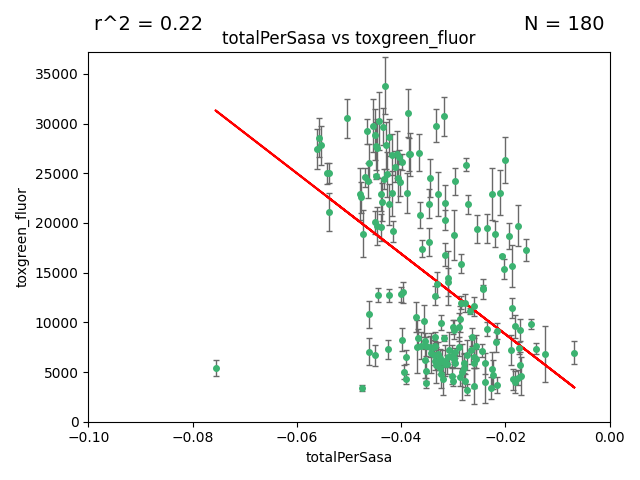 r^2 = 0.22
N = 180
totalPerSasa vs toxgreen_fluor
35000
30000
25000
20000
15000
10000
5000
0
toxgreen_fluor
−0.10
−0.08
−0.06
−0.04
−0.02
0.00
totalPerSasa